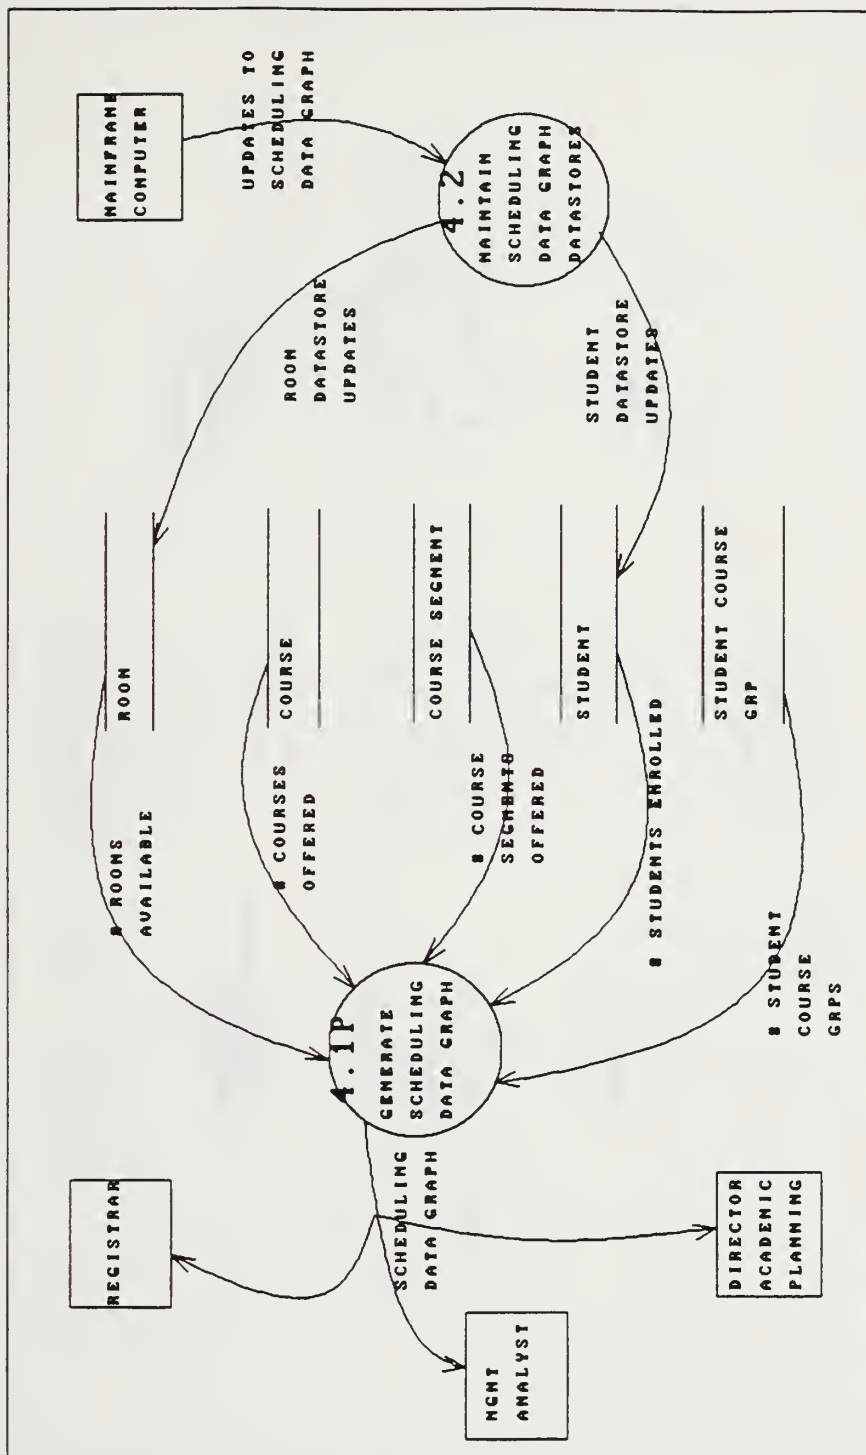 REGISTRAR
MGMT
ANALYST
DIRECTOR
ACADEMIC
PLANNING
SCHEDULING
DATA GRAPH
4.1P
GENERATE
SCHEDULING
DATA GRAPH
# ROOMS
AVAILABLE
# COURSES
OFFERED
# COURSE
SEGMENTS
OFFERED
# STUDENTS ENROLLED
# STUDENT
COURSE
GRPS
ROOM
COURSE
COURSE SEGMENT
STUDENT
STUDENT COURSE
GRP
ROOM
DATASTORE
UPDATES
STUDENT
DATASTORE
UPDATES
MAINFRAME
COMPUTER
UPDATES TO
SCHEDULING
DATA GRAPH
4.2
MAINTAIN
SCHEDULING
DATA GRAPH
DATASTORES